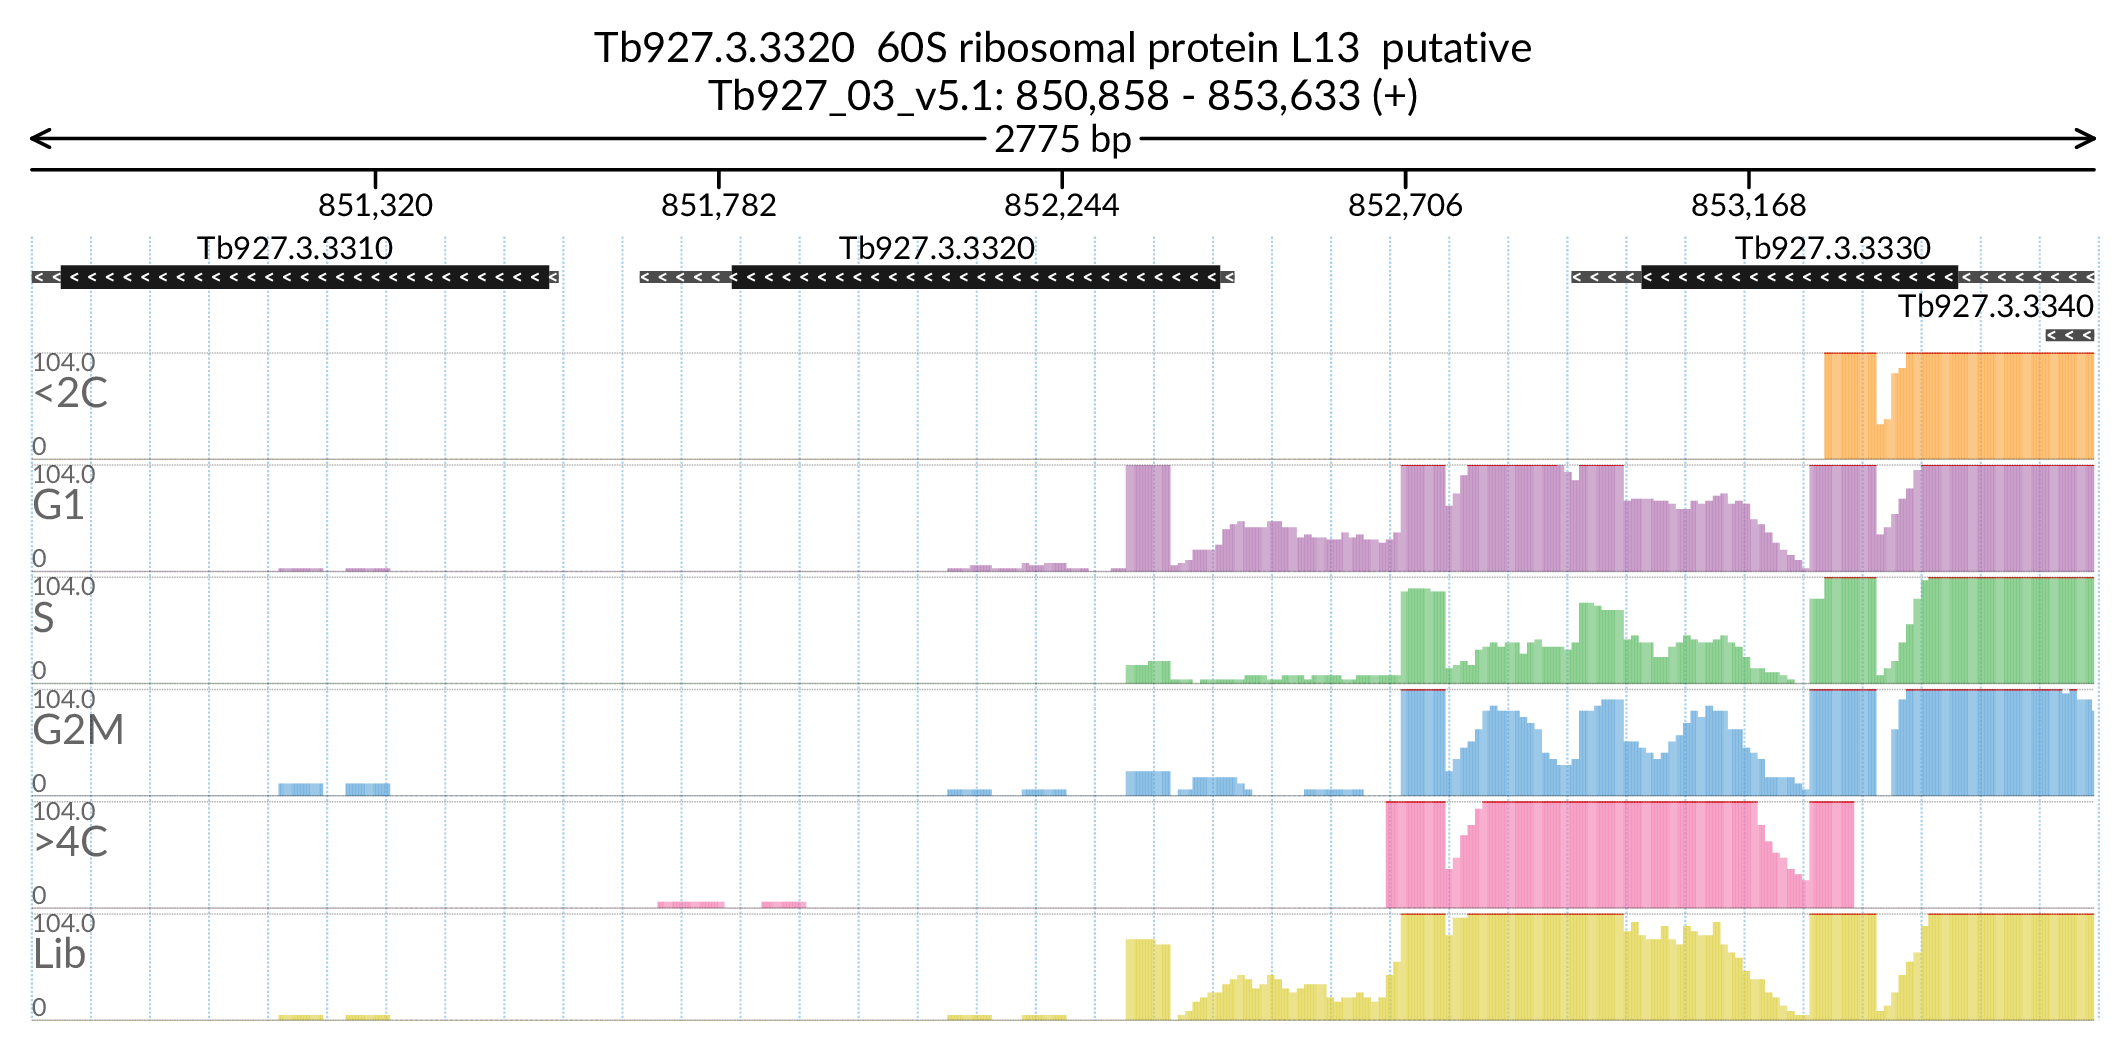 Tb927.3.3320  60S ribosomal protein L13  putative
Tb927_03_v5.1: 850,858 - 853,633 (+)
2775 bp
851,320 851,782 852,244 852,706 853,168
Tb927.3.3310 Tb927.3.3320 Tb927.3.3330
Tb927.3.3340
104.0
<2C
0
104.0
G1
0
104.0
S
0
104.0
G2M
0
104.0
>4C
0
104.0
Lib
0